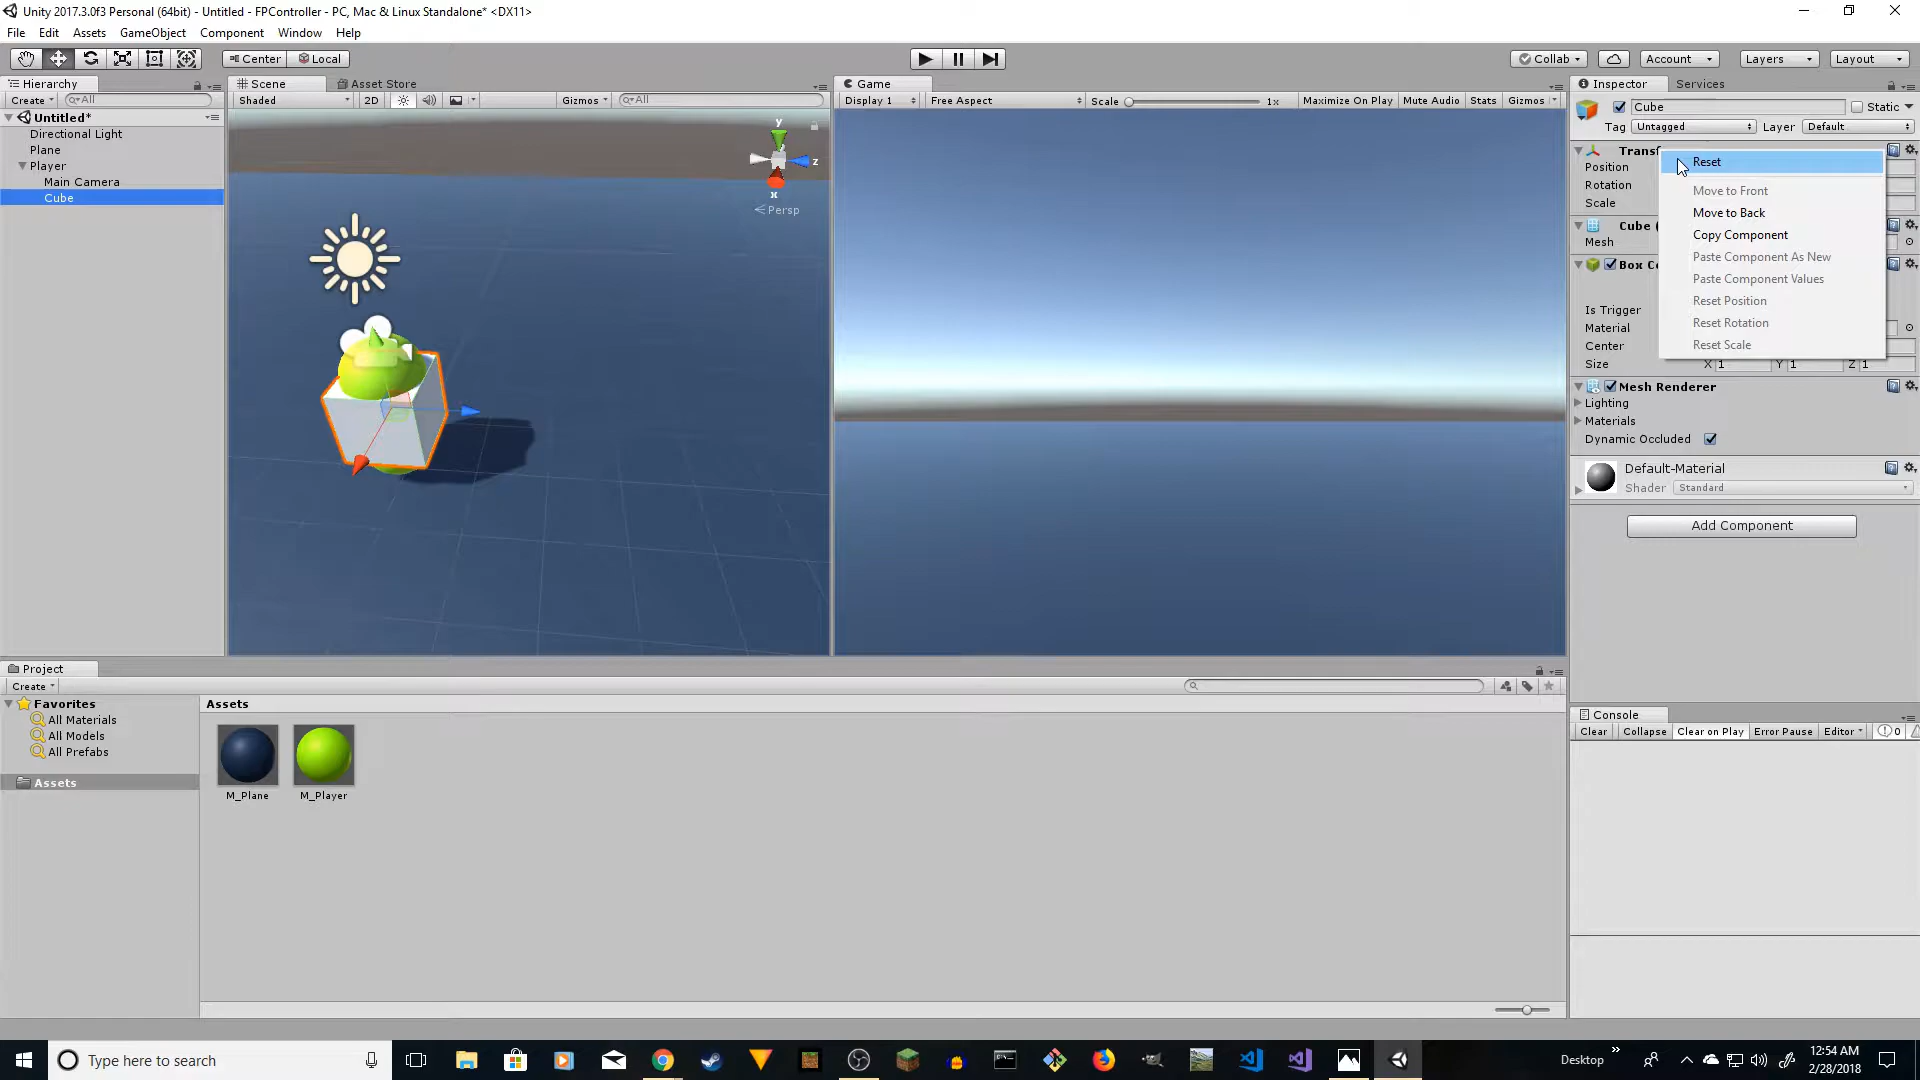 Unity 2017.3.0f3 Personal (64bit) - Untitled - FPController - PC, Mac & Linux Standalone* <DX11>
File Edit Assets GameObject Component Window Help
Center Local Collab Account Layers Layout
Hierarchy Scene Asset Store Game Inspector Services
Create All Shaded 2D Gizmos All Display 1 Free Aspect Scale 1x Maximize On Play Mute Audio Stats Gizmos Cube Static
Untitled*
Tag Untagged Layer Default
Directional Light
Plane
Player
Main Camera
Cube
y
z
x
Persp
Transf
Position
Rotation
Scale
Cube (
Mesh
Box Co
Is Trigger
Material
Center
Size X 1 Y 1 Z 1
Reset
Move to Front
Move to Back
Copy Component
Paste Component As New
Paste Component Values
Reset Position
Reset Rotation
Reset Scale
Mesh Renderer
Lighting
Materials
Dynamic Occluded
Default-Material
Shader Standard
Add Component
Project
Create
Favorites
All Materials
All Models
All Prefabs
Assets
Assets
M_Plane M_Player
Console
Clear Collapse Clear on Play Error Pause Editor 0
Type here to search
Desktop
12:54 AM
2/28/2018